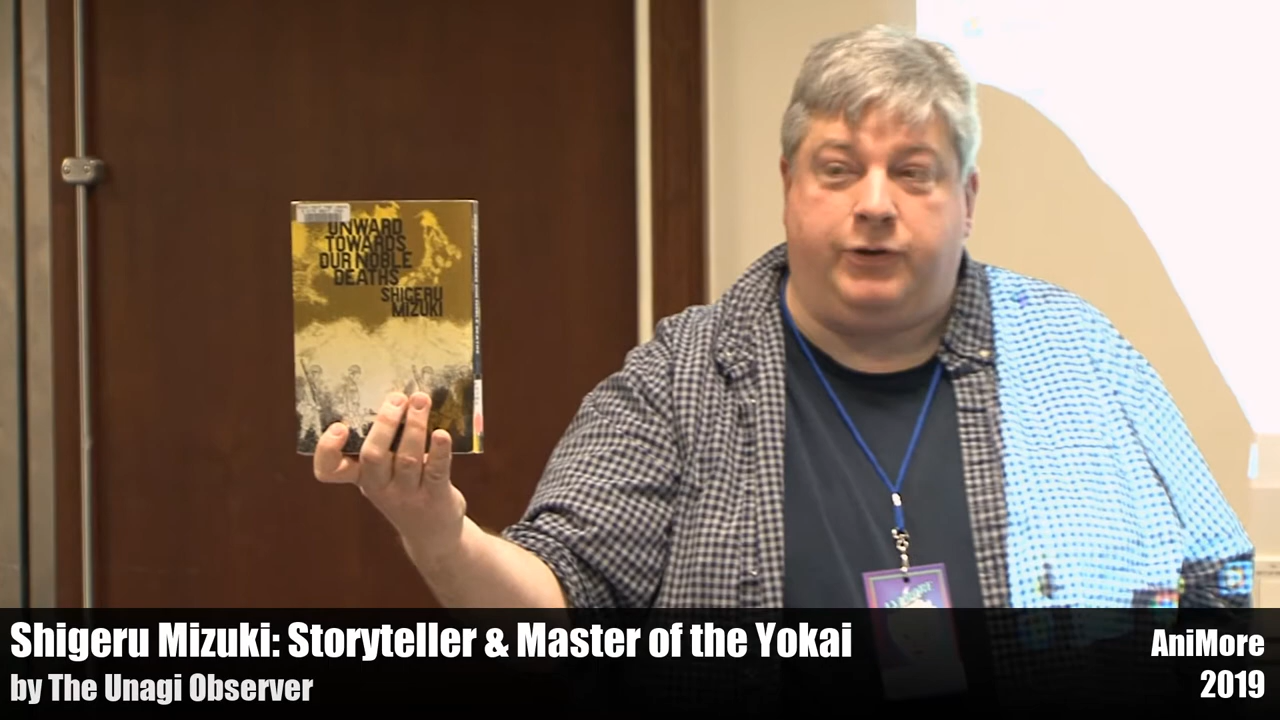 ONWARD
TOWARDS
OUR NOBLE
DEATHS
SHIGERU
MIZUKI
Shigeru Mizuki: Storyteller & Master of the Yokai
by The Unagi Observer
AniMore
2019